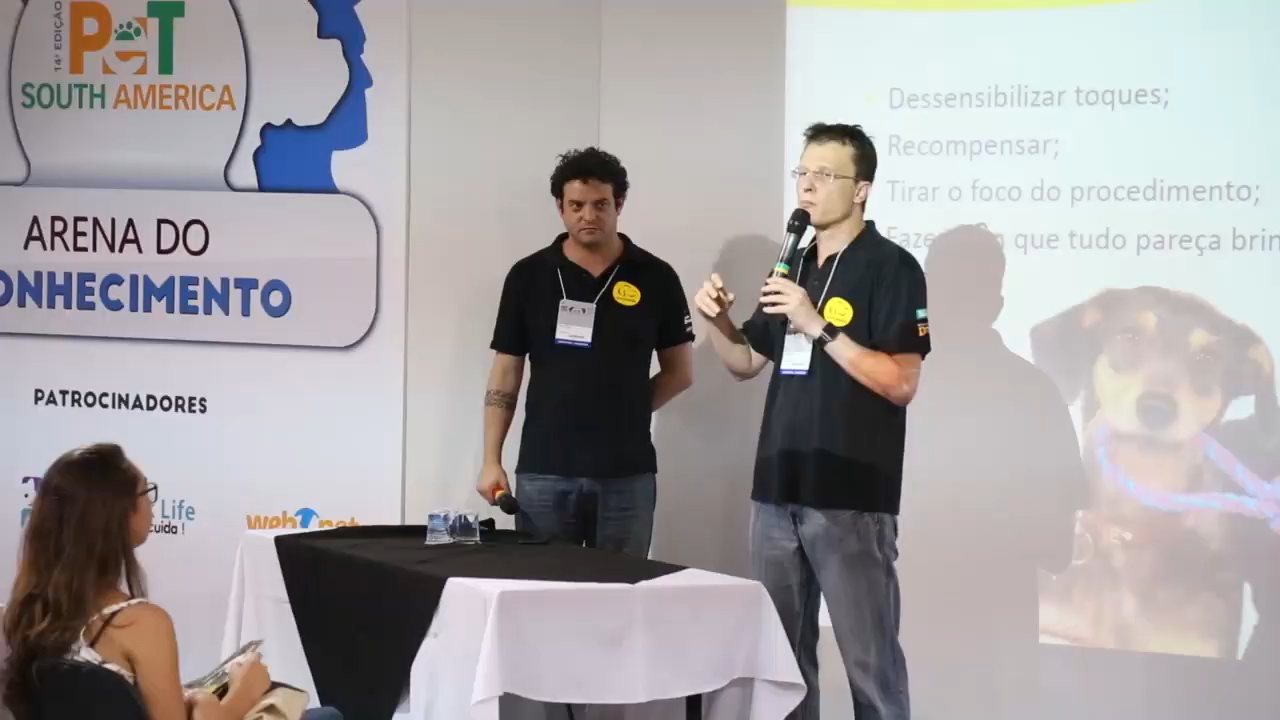 14ª EDIÇÃO
PET
SOUTH AMERICA
ARENA DO
ONHECIMENTO
PATROCINADORES
Life
cuida !
Dessensibilizar toques;
Recompensar;
Tirar o foco do procedimento;
que tudo pareça brin